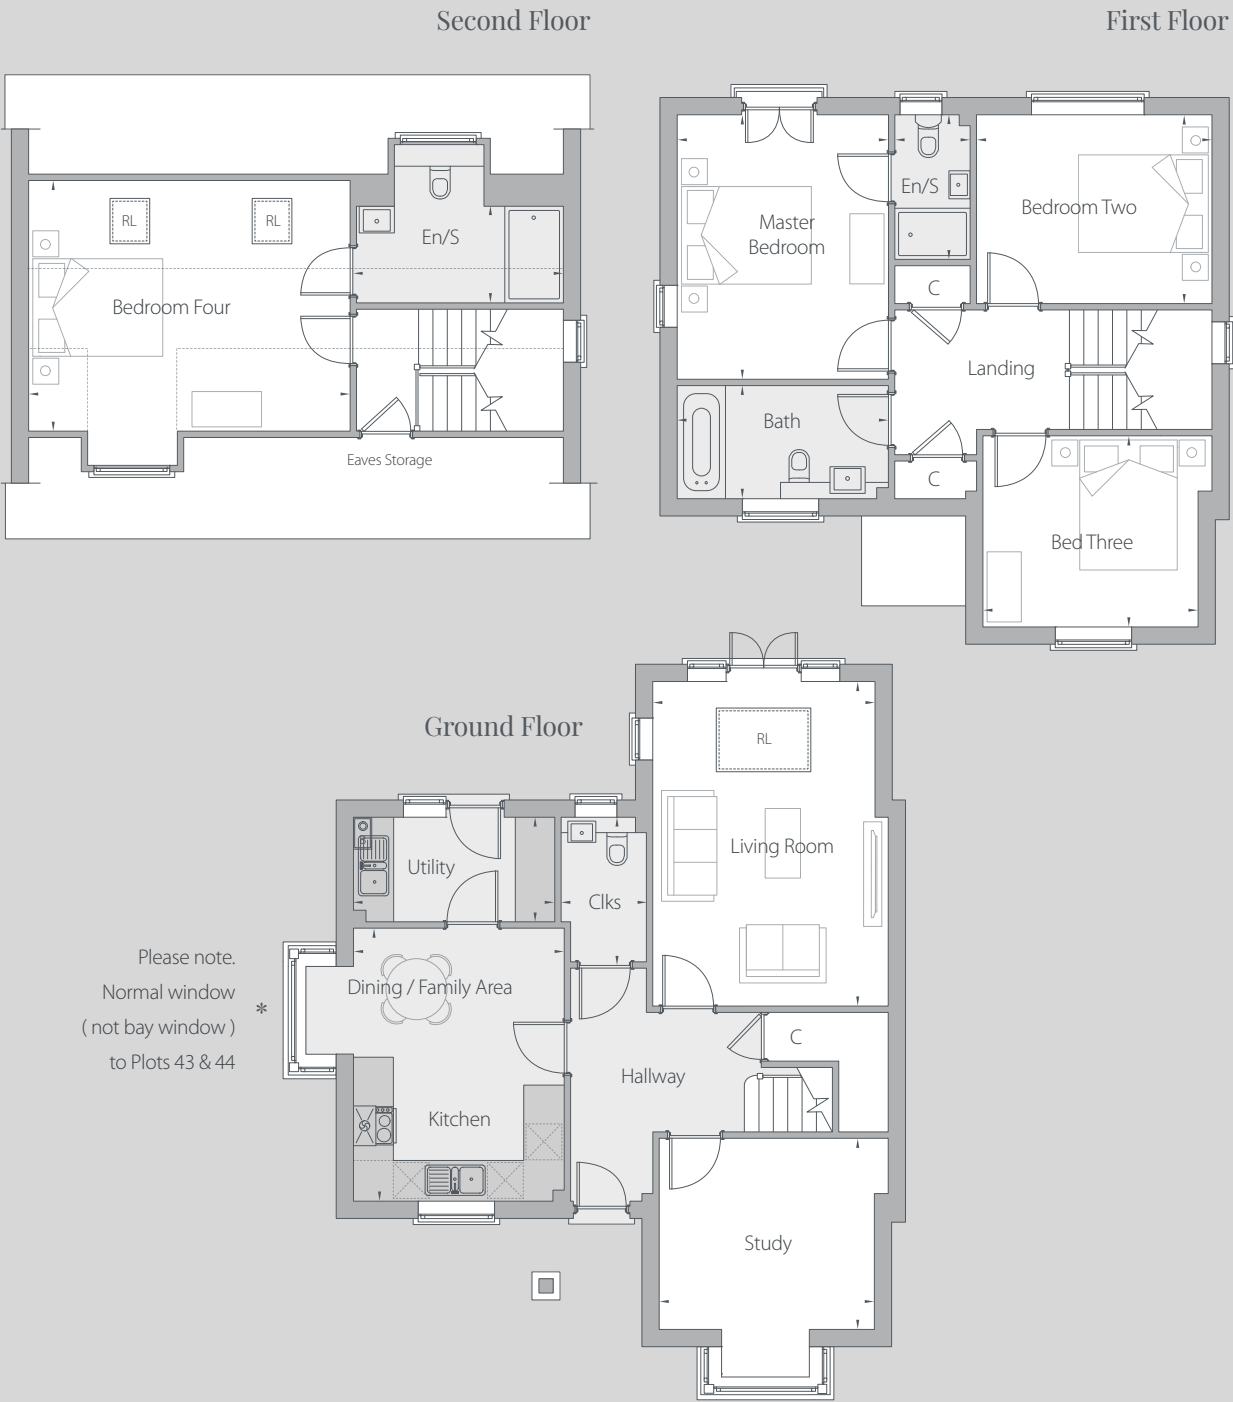 Second Floor
First Floor
RL
RL
En/S
Bedroom Four
Eaves Storage
En/S
Master
Bedroom
Bedroom Two
C
Landing
Bath
C
Bed Three
Ground Floor
RL
Living Room
Utility
Clks
Please note.
Normal window
( not bay window )
to Plots 43 & 44
*
Dining / Family Area
C
Hallway
Kitchen
Study